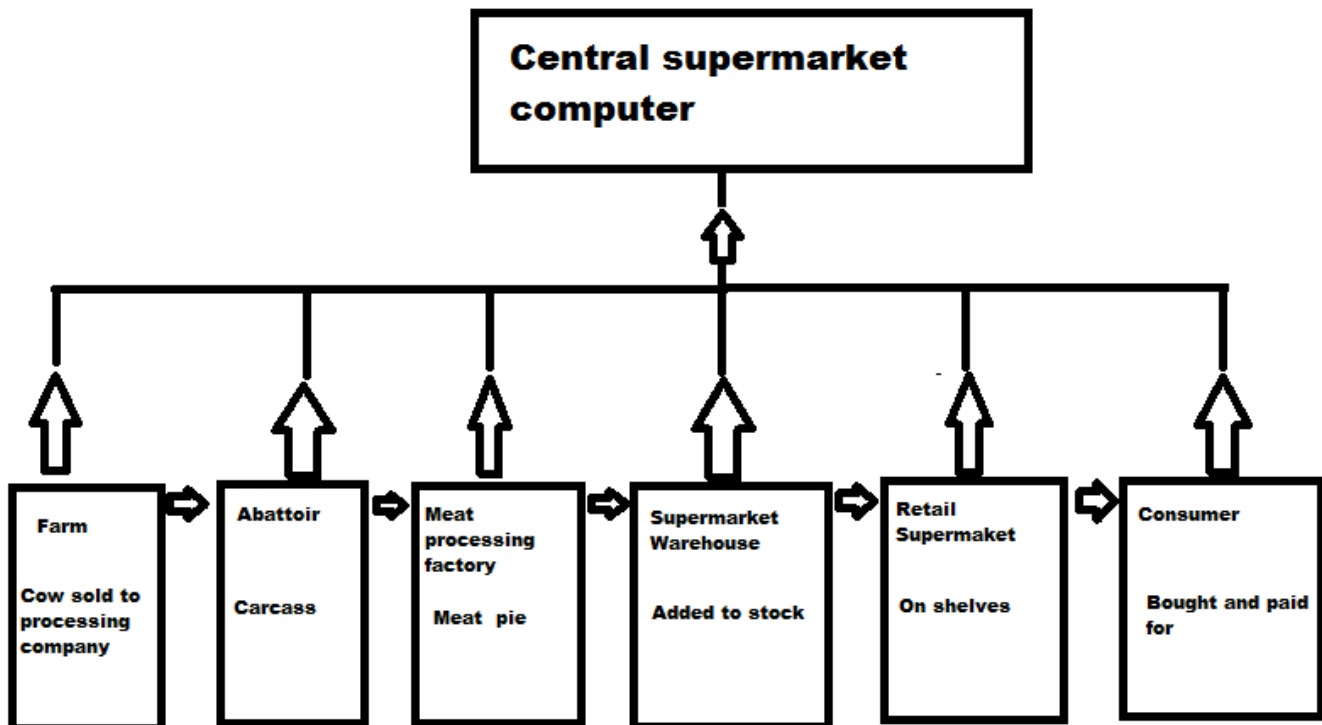 Central supermarket
computer
Farm
Cow sold to
processing
company
Abattoir
Carcass
Meat
processing
factory
Meat pie
Supermarket
Warehouse
Added to stock
Retail
Supermaket
On shelves
Consumer
Bought and paid
for